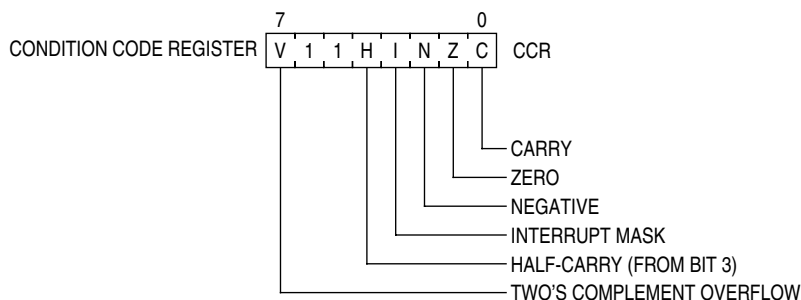 7 0
CONDITION CODE REGISTER V 1 1 H I N Z C CCR
CARRY
ZERO
NEGATIVE
INTERRUPT MASK
HALF-CARRY (FROM BIT 3)
TWO'S COMPLEMENT OVERFLOW